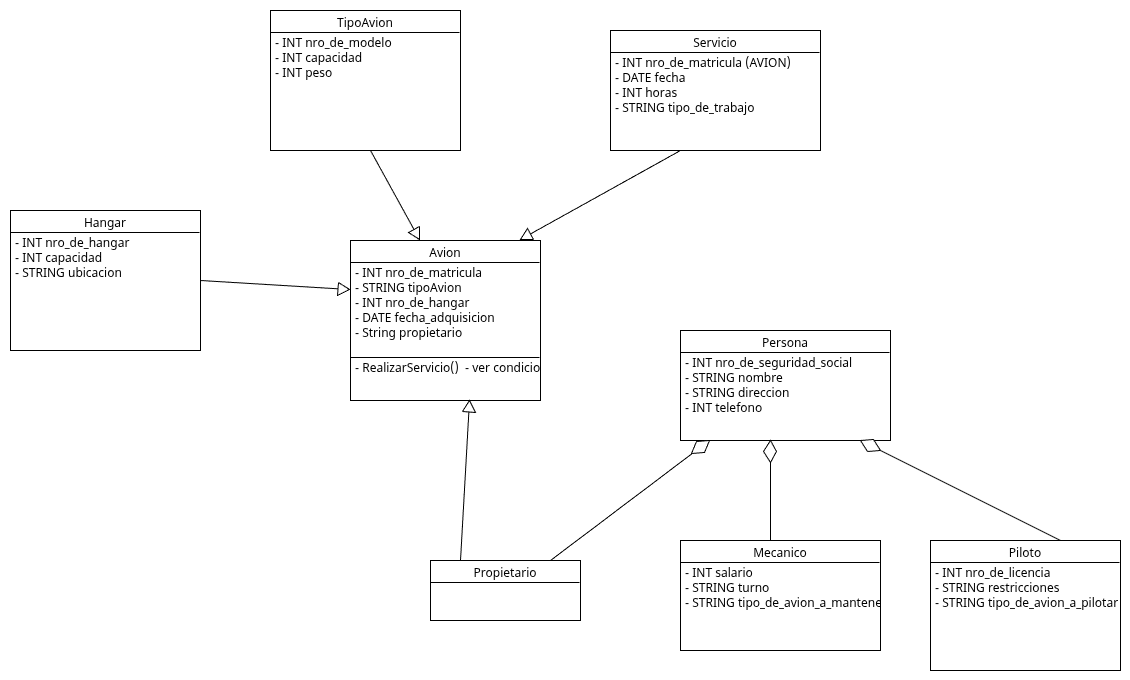 TipoAvion
- INT nro_de_modelo
- INT capacidad
- INT peso
Servicio
- INT nro_de_matricula (AVION)
- DATE fecha
- INT horas
- STRING tipo_de_trabajo
Hangar
- INT nro_de_hangar
- INT capacidad
- STRING ubicacion
Avion
- INT nro_de_matricula
- STRING tipoAvion
- INT nro_de_hangar
- DATE fecha_adquisicion
- String propietario
- RealizarServicio()  - ver condicio
Persona
- INT nro_de_seguridad_social
- STRING nombre
- STRING direccion
- INT telefono
Propietario
Mecanico
- INT salario
- STRING turno
- STRING tipo_de_avion_a_mantene
Piloto
- INT nro_de_licencia
- STRING restricciones
- STRING tipo_de_avion_a_pilotar